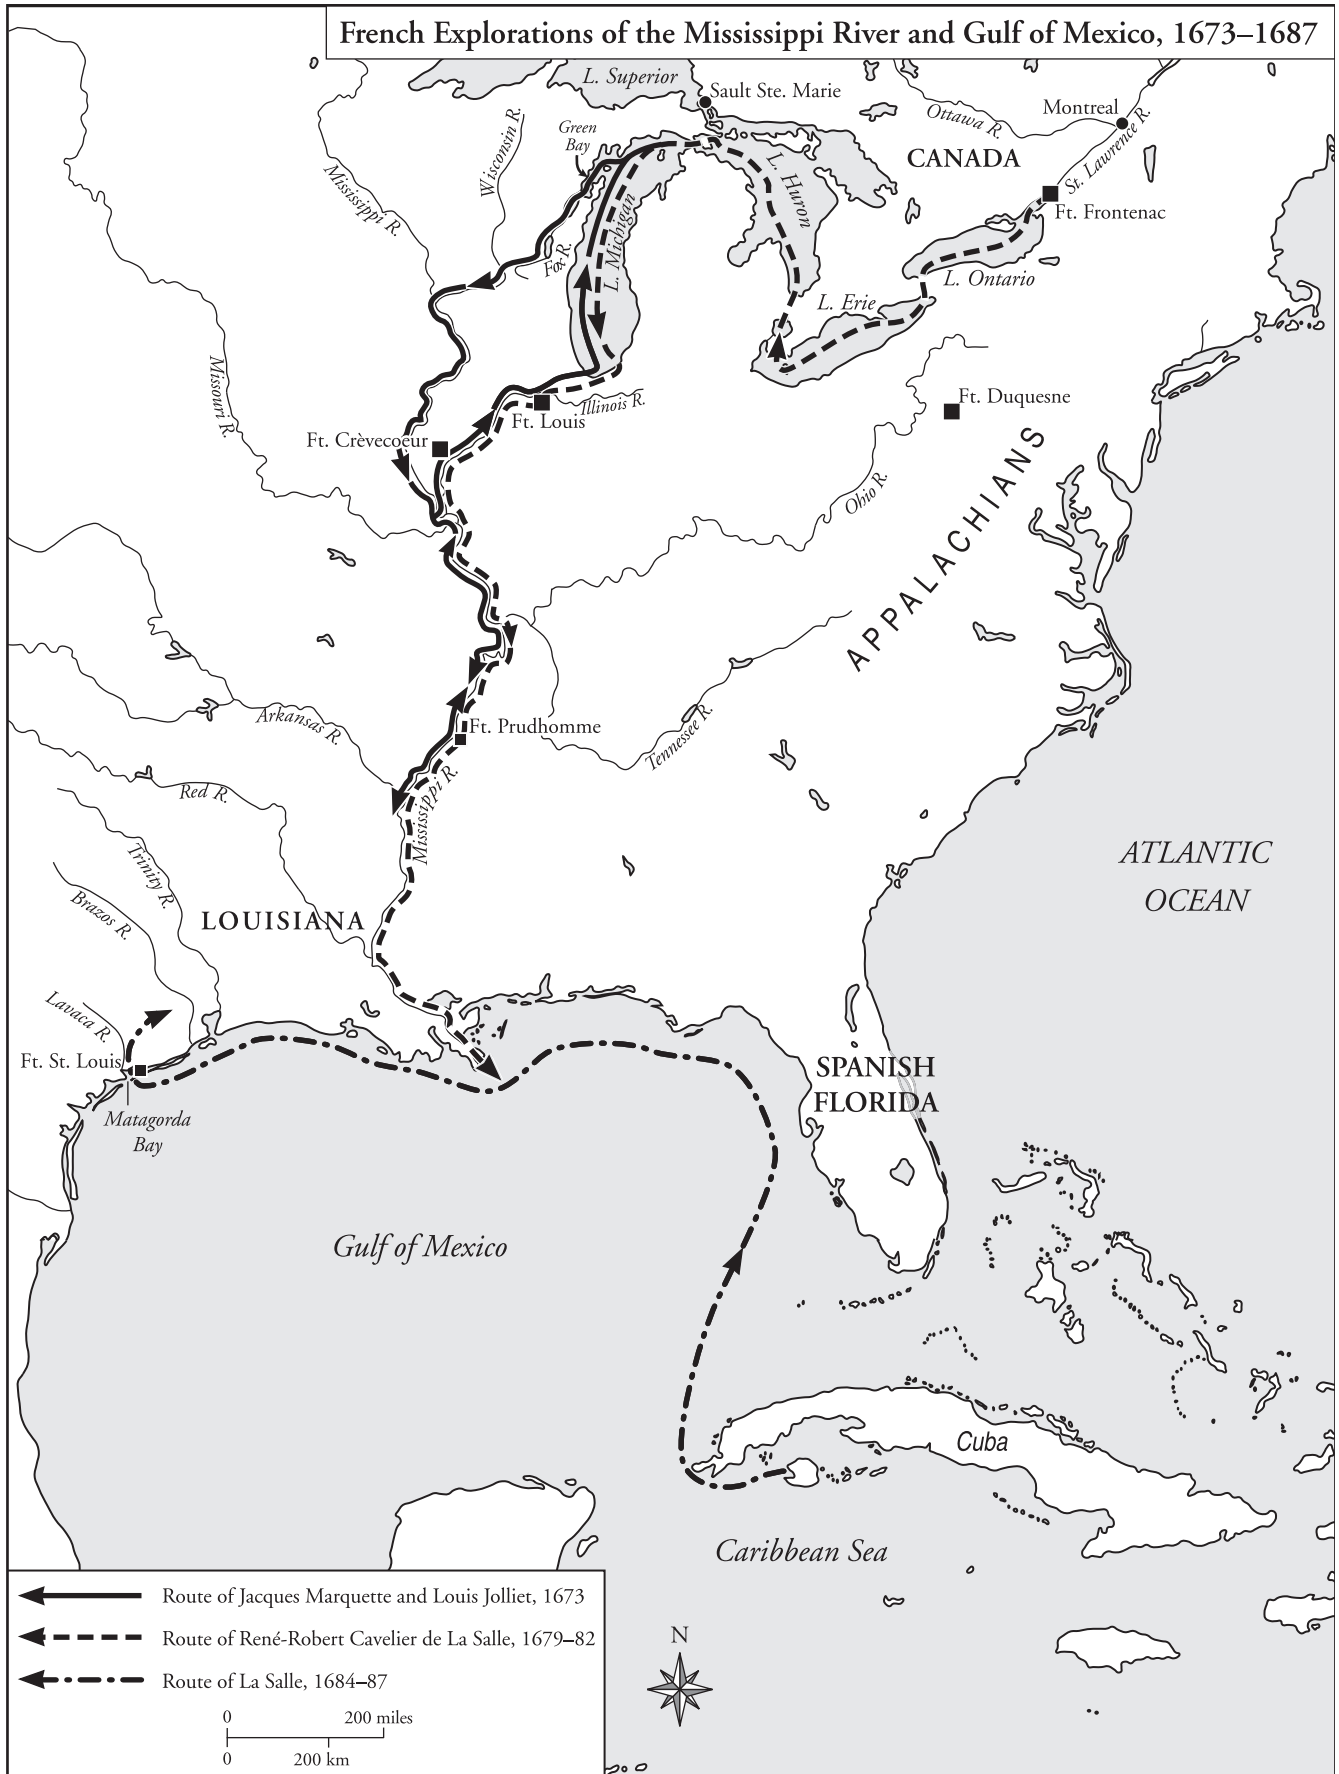 French Explorations of the Mississippi River and Gulf of Mexico, 1673–1687
L. Superior
Sault Ste. Marie
Ottawa R.
Montreal
St. Lawrence R.
CANADA
Green
Bay
Wisconsin R.
Mississippi R.
Fox R.
L. Michigan
L. Huron
Ft. Frontenac
L. Ontario
L. Erie
Missouri R.
Illinois R.
Ft. Louis
Ft. Crèvecoeur
Ft. Duquesne
Ohio R.
APPALACHIANS
Arkansas R.
Ft. Prudhomme
Tennessee R.
Mississippi R.
Red R.
Trinity R.
Brazos R.
LOUISIANA
ATLANTIC
OCEAN
Lavaca R.
Ft. St. Louis
Matagorda
Bay
SPANISH
FLORIDA
Gulf of Mexico
Cuba
Caribbean Sea
Route of Jacques Marquette and Louis Jolliet, 1673
Route of René-Robert Cavelier de La Salle, 1679–82
Route of La Salle, 1684–87
0 200 miles
0 200 km
N